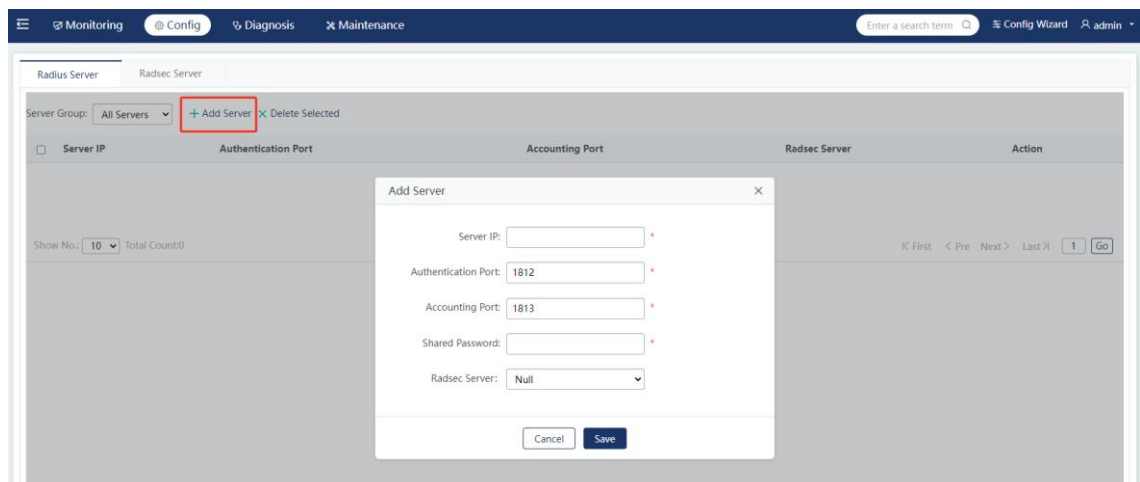 Monitoring Config Diagnosis Maintenance Enter a search term Config Wizard admin
Radius Server Radsec Server
Server Group: All Servers + Add Server × Delete Selected
Server IP Authentication Port Accounting Port Radsec Server Action
Add Server ×
Server IP: *
Show No.: 10 Total Count:0 K First < Pre Next > Last > 1 Go
Authentication Port: 1812 *
Accounting Port: 1813 *
Shared Password: *
Radsec Server: Null
Cancel Save